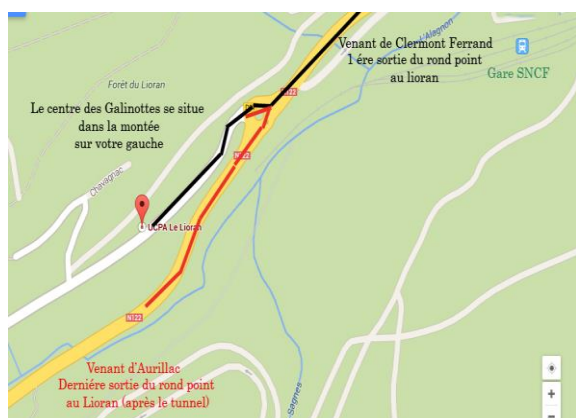 Venant de Clermont Ferrand
1 ére sortie du rond point
au lioran
l'Alagnon
Gare SNCF
Forêt du Lioran
Le centre des Galinottes se situe
dans la montée
sur votre gauche
N122
N122
Chavagnac
UCPA Le Lioran
N122
Venant d'Aurillac
Derniére sortie du rond point
au Lioran (après le tunnel)
Sagnes
+
−